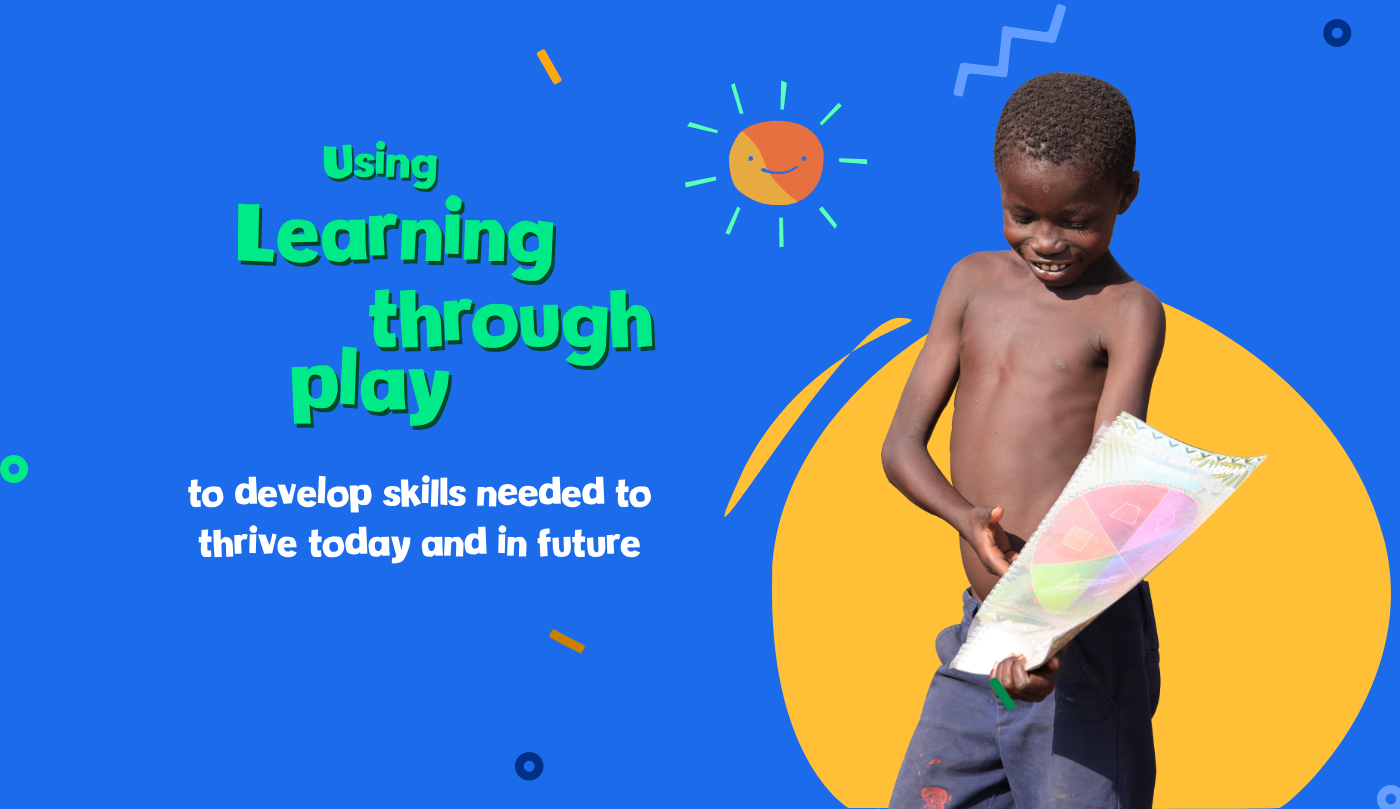 Using
Learning
through
play
to develop skills needed to
thrive today and in future